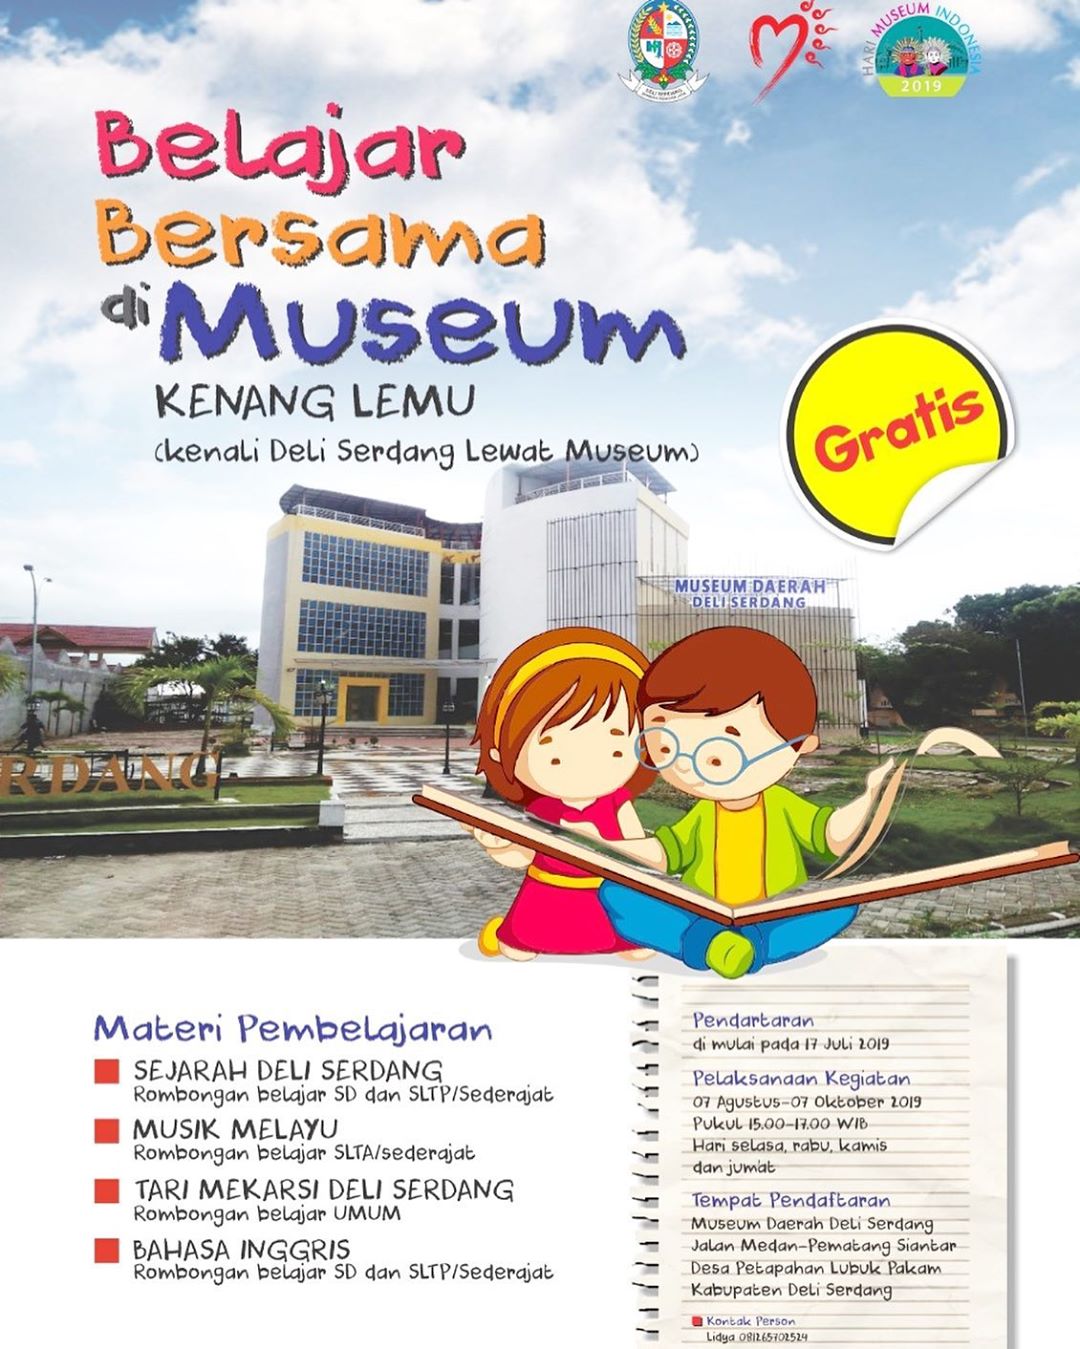 HARI MUSEUM INDONESIA
2019
DELI SERDANG
Belajar
Bersama
di Museum
KENANG LEMU
(kenali Deli Serdang Lewat Museum)
Gratis
MUSEUM DAERAH
DELI SERDANG
RDANG
Materi Pembelajaran
SEJARAH DELI SERDANG
Rombongan belajar SD dan SLTP/Sederajat
MUSIK MELAYU
Rombongan belajar SLTA/sederajat
TARI MEKARSI DELI SERDANG
Rombongan belajar UMUM
BAHASA INGGRIS
Rombongan belajar SD dan SLTP/Sederajat
Pendartaran
di mulai pada 17 Juli 2019
Pelaksanaan Kegiatan
07 Agustus-07 Oktober 2019
Pukul 15.00-17.00 WIB
Hari selasa, rabu, kamis
dan jum'at
Tempat Pendaftaran
Museum Daerah Deli Serdang
Jalan Medan-Pematang Siantar
Desa Petapahan Lubuk Pakam
Kabupaten Deli Serdang
Kontak Person
Lidya 081265702524